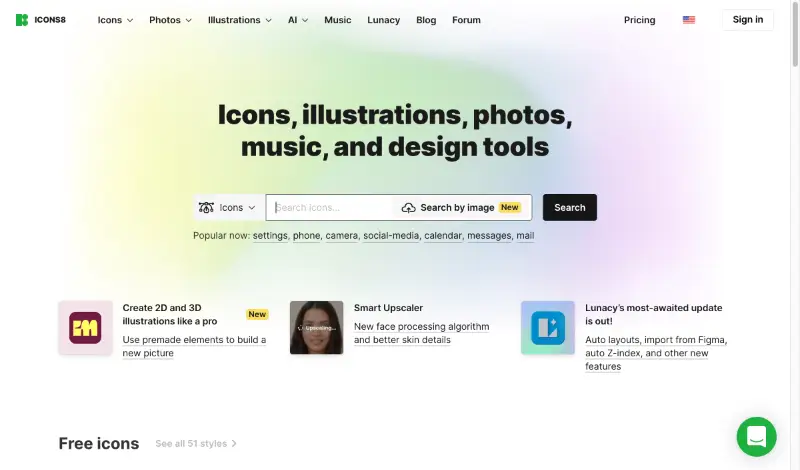 ICONS8
Icons
Photos
Illustrations
AI
Music
Lunacy
Blog
Forum
Pricing
Sign in
Icons, illustrations, photos,
music, and design tools
Icons
Search icons...
Search by image
New
Search
Popular now: settings, phone, camera, social-media, calendar, messages, mail
Create 2D and 3D
illustrations like a pro
New
Use premade elements to build a
new picture
Upscaling...
Smart Upscaler
New face processing algorithm
and better skin details
Lunacy’s most-awaited update
is out!
Auto layouts, import from Figma,
auto Z-index, and other new
features
Free icons
See all 51 styles